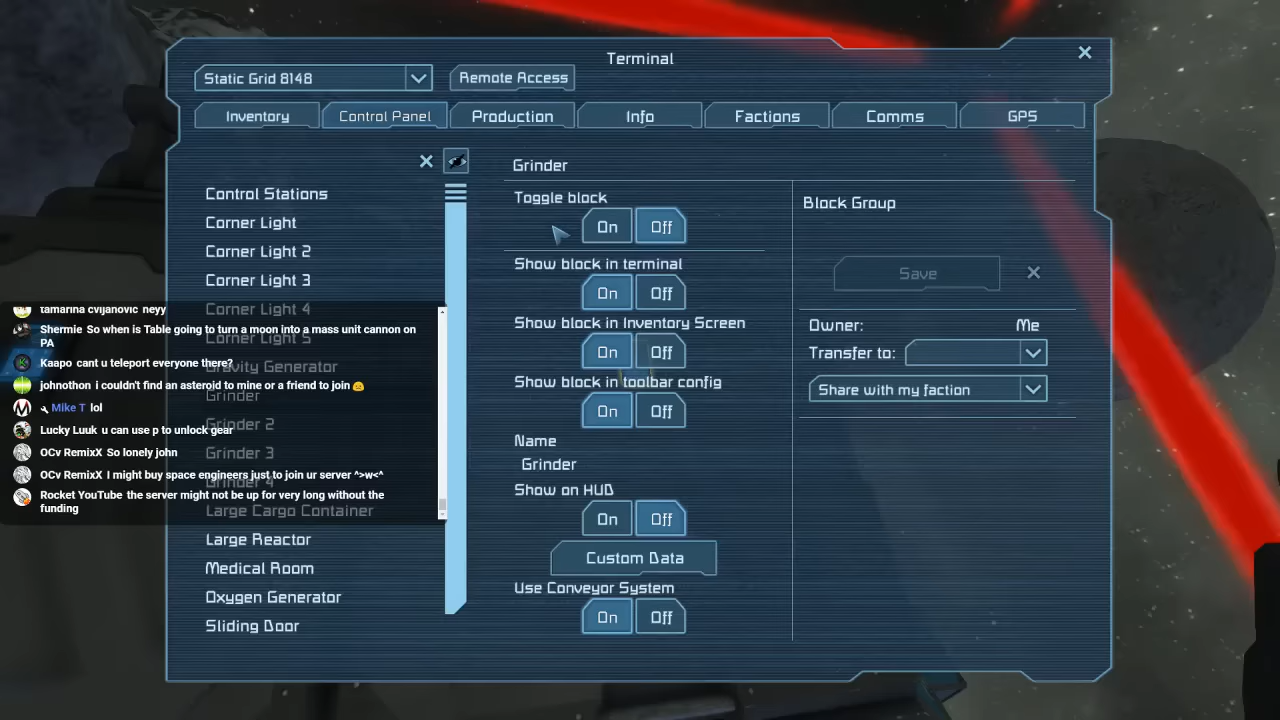 Terminal
Static Grid 8148
Remote Access
Inventory
Control Panel
Production
Info
Factions
Comms
GPS
Control Stations
Corner Light
Corner Light 2
Corner Light 3
Corner Light 4
Corner Light 5
Gravity Generator
Grinder
Grinder 2
Grinder 3
Grinder 4
Large Cargo Container
Large Reactor
Medical Room
Oxygen Generator
Sliding Door
tamarina cvijanovic neyy
Shermie So when is Table going to turn a moon into a mass unit cannon on
PA
Kaapo cant u teleport everyone there?
johnothon i couldn't find an asteroid to mine or a friend to join
Mike T lol
Lucky Luuk u can use p to unlock gear
OCv RemixX So lonely john
OCv RemixX I might buy space engineers just to join ur server ^>w<^
Rocket YouTube the server might not be up for very long without the
funding
Grinder
Toggle block
On Off
Show block in terminal
On Off
Show block in Inventory Screen
On Off
Show block in toolbar config
On Off
Name
Grinder
Show on HUD
On Off
Custom Data
Use Conveyor System
On Off
Block Group
Save
Owner: Me
Transfer to:
Share with my faction